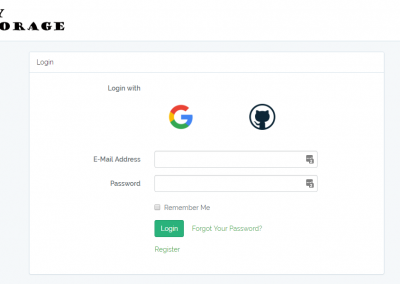 Y
ORAGE
Login
Login with
E-Mail Address
Password
Remember Me
Login Forgot Your Password?
Register